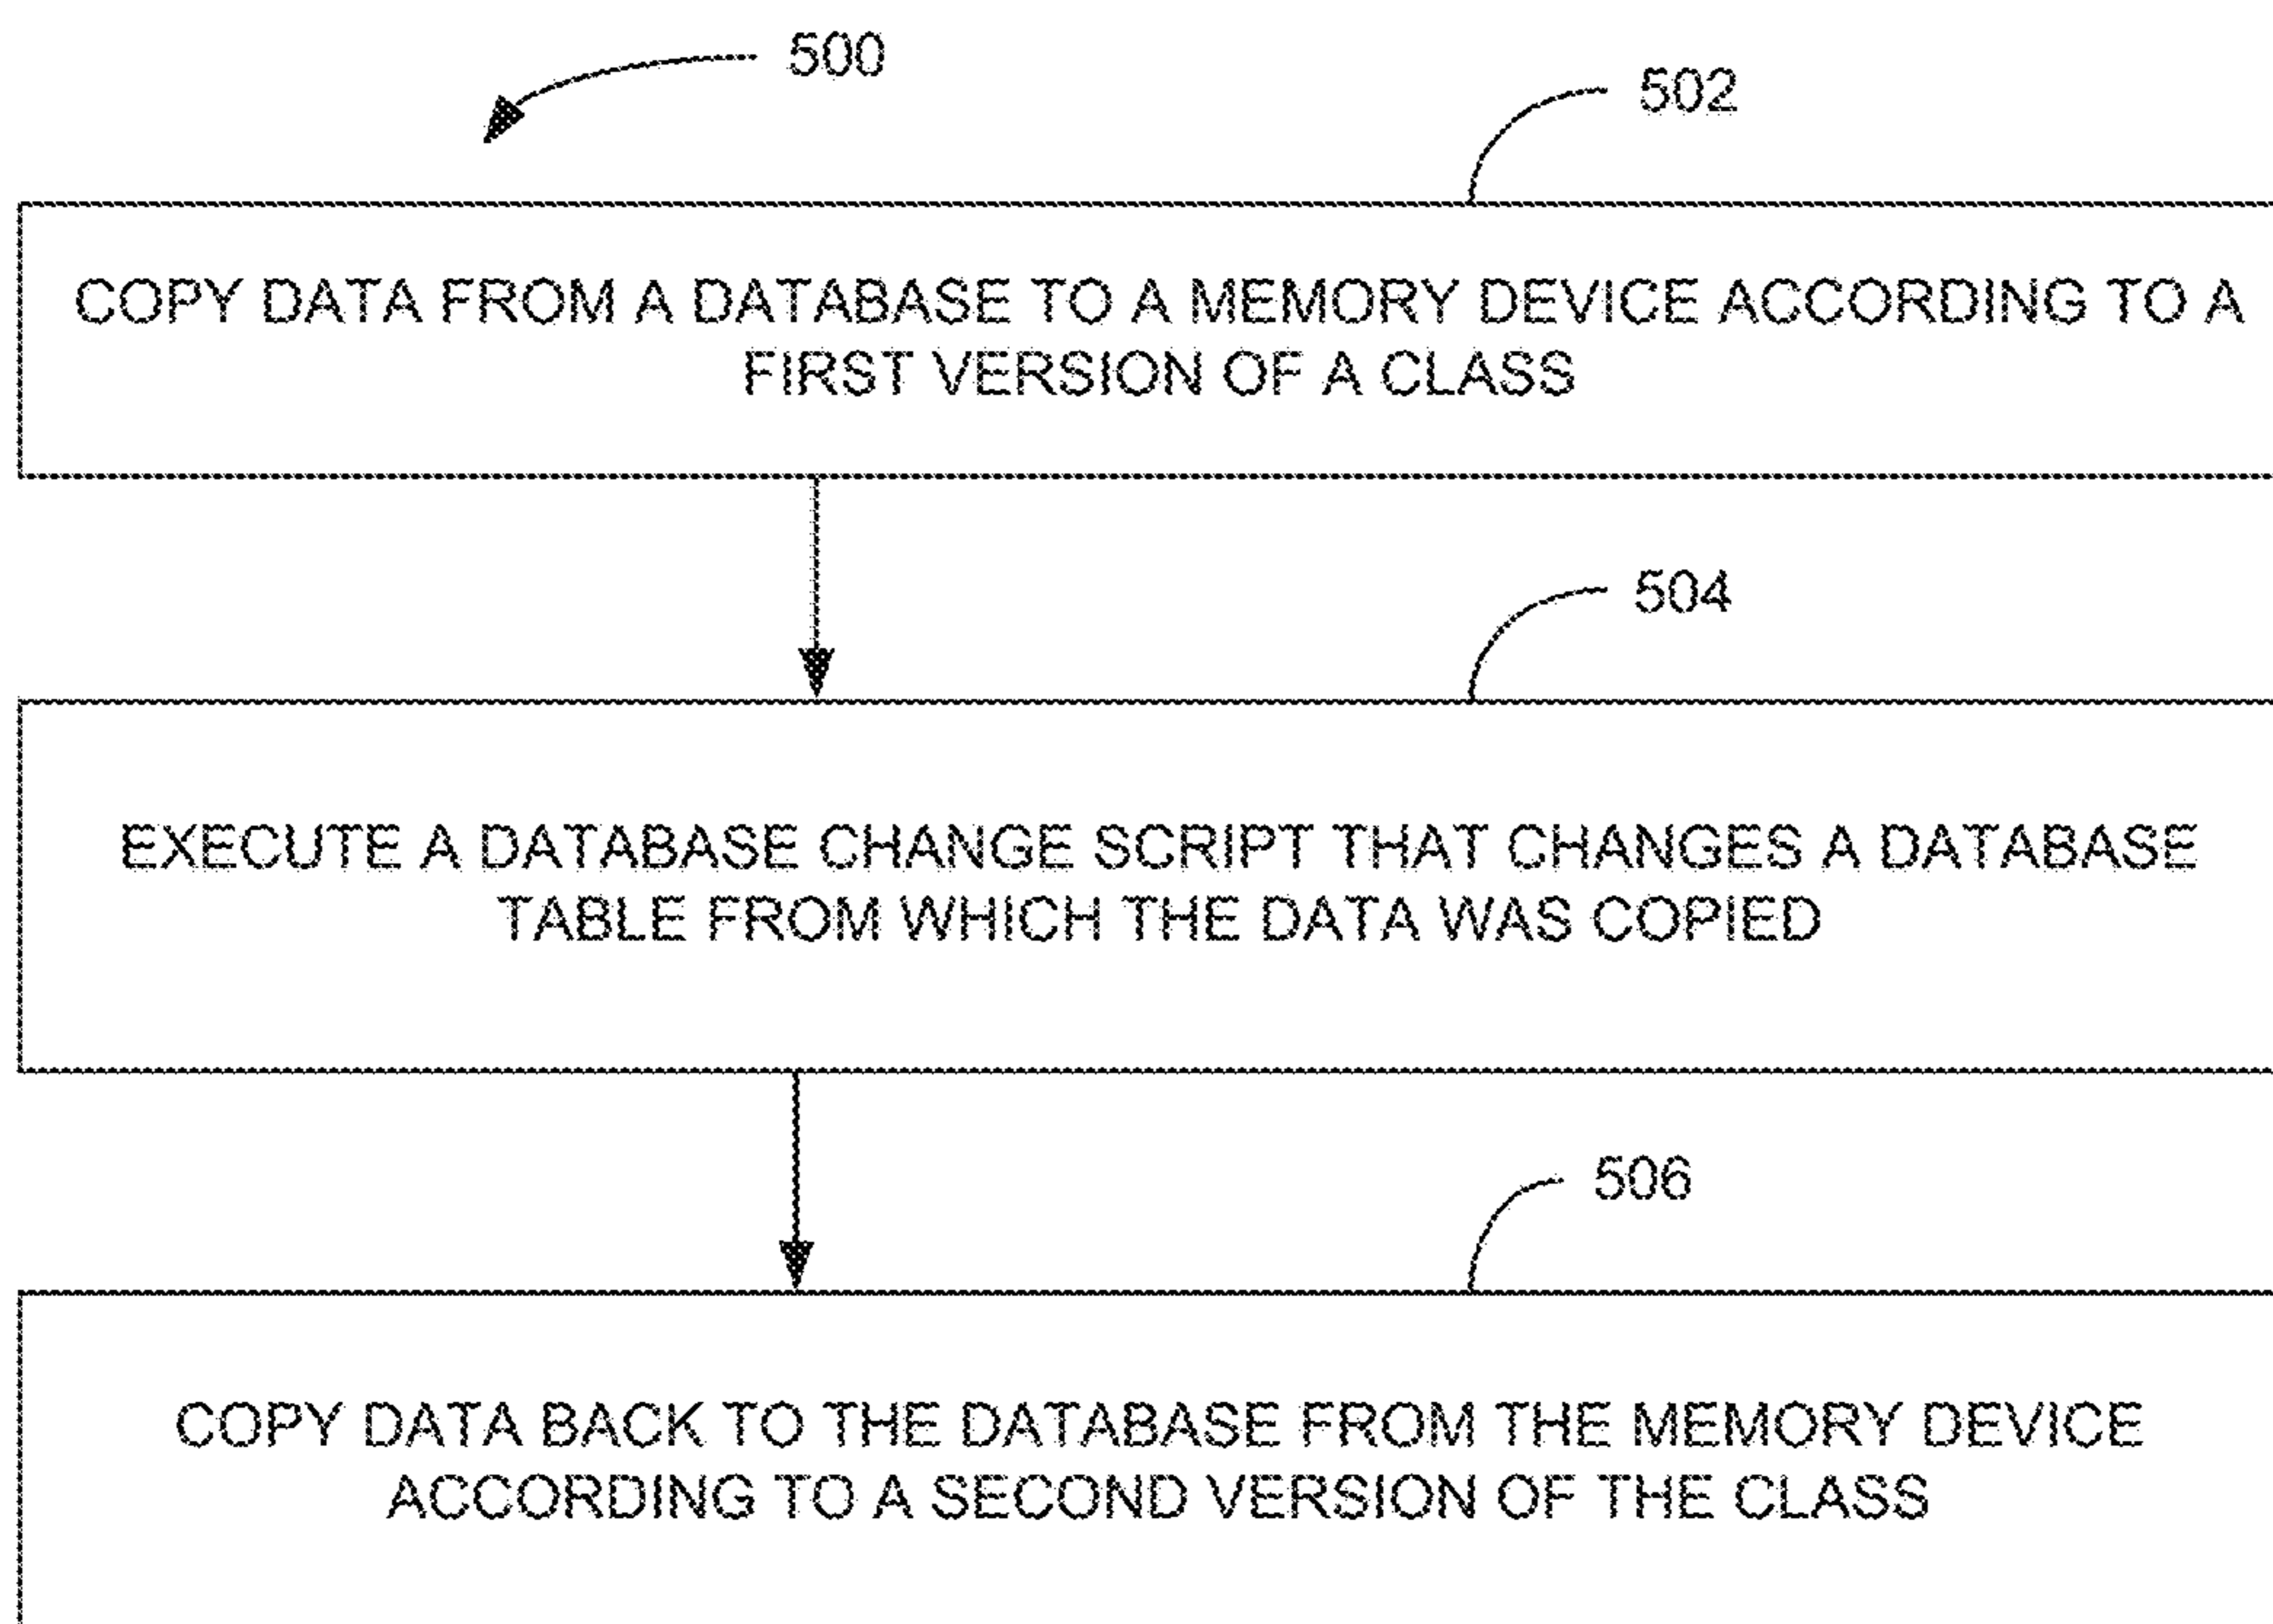 500
502
COPY DATA FROM A DATABASE TO A MEMORY DEVICE ACCORDING TO A
FIRST VERSION OF A CLASS
504
EXECUTE A DATABASE CHANGE SCRIPT THAT CHANGES A DATABASE
TABLE FROM WHICH THE DATA WAS COPIED
506
COPY DATA BACK TO THE DATABASE FROM THE MEMORY DEVICE
ACCORDING TO A SECOND VERSION OF THE CLASS